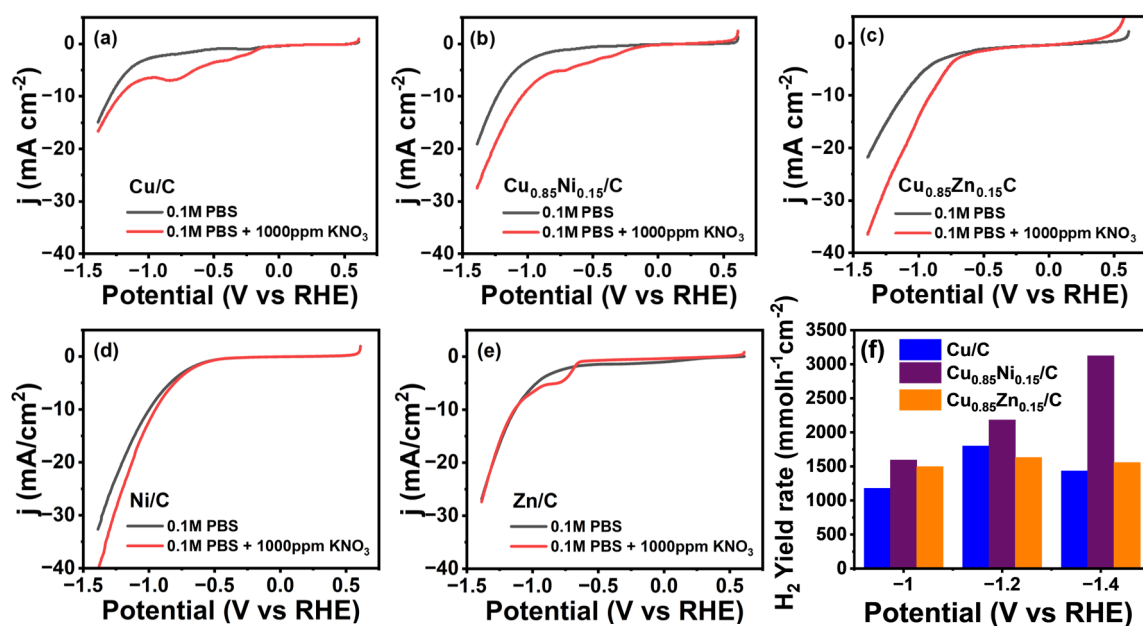 (a)
0
−10
−20
−30
−40
j (mA cm⁻²)
Cu/C
0.1M PBS
0.1M PBS + 1000ppm KNO₃
−1.5 −1.0 −0.5 0.0 0.5
Potential (V vs RHE)
(b)
0
−10
−20
−30
−40
j (mA cm⁻²)
Cu₀.₈₅Ni₀.₁₅/C
0.1M PBS
0.1M PBS + 1000ppm KNO₃
−1.5 −1.0 −0.5 0.0 0.5
Potential (V vs RHE)
(c)
0
−10
−20
−30
−40
j (mA cm⁻²)
Cu₀.₈₅Zn₀.₁₅C
0.1M PBS
0.1M PBS + 1000ppm KNO₃
−1.5 −1.0 −0.5 0.0 0.5
Potential (V vs RHE)
(d)
0
−10
−20
−30
−40
j (mA/cm²)
Ni/C
0.1M PBS
0.1M PBS + 1000ppm KNO₃
−1.5 −1.0 −0.5 0.0 0.5
Potential (V vs RHE)
(e)
0
−10
−20
−30
−40
j (mA/cm²)
Zn/C
0.1M PBS
0.1M PBS + 1000ppm KNO₃
−1.5 −1.0 −0.5 0.0 0.5
Potential (V vs RHE)
(f)
Cu/C
Cu₀.₈₅Ni₀.₁₅/C
Cu₀.₈₅Zn₀.₁₅/C
3500
3000
2500
2000
1500
1000
500
0
H₂ Yield rate (mmolh⁻¹cm⁻²)
−1 −1.2 −1.4
Potential (V vs RHE)